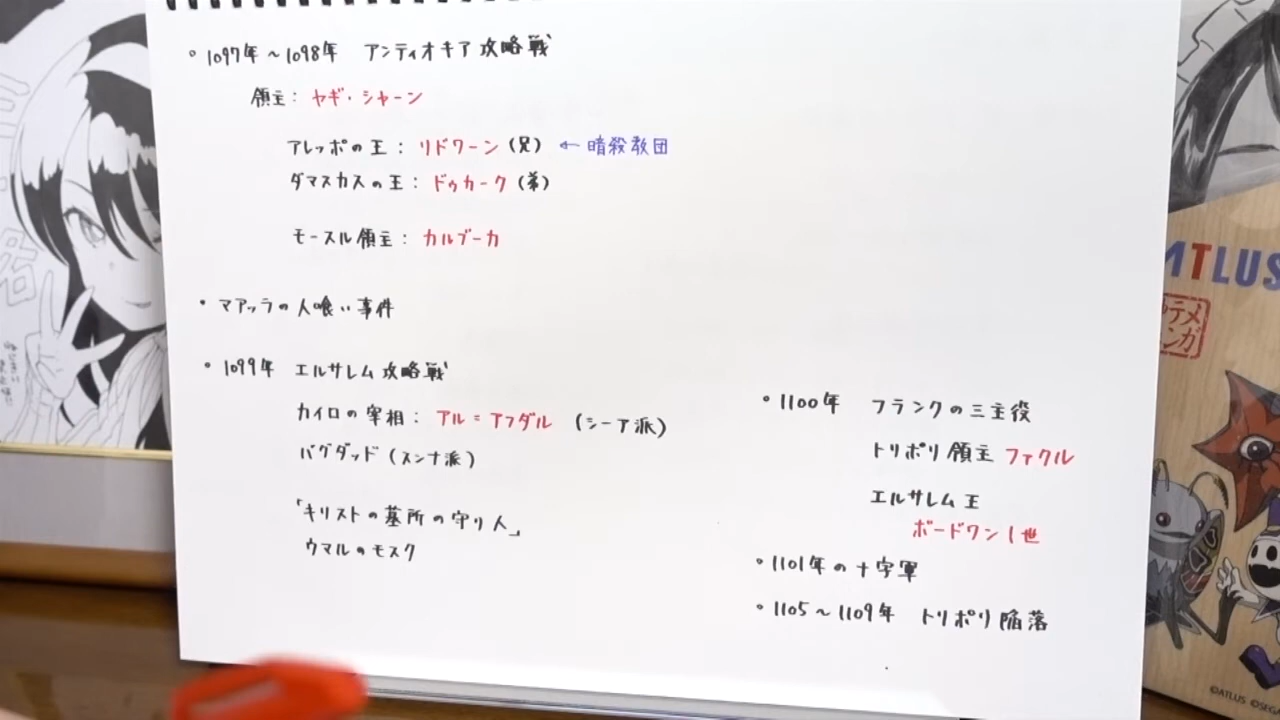 。1097年～1098年 アンティオキア攻略戦
領主：ヤギ・シャーン
アレッポの王：リドワーン（兄）←暗殺教団
ダマスカスの王：ドゥカーク（弟）
モースル領主：カルブーカ
・マアッラの人喰い事件
。1099年 エルサレム攻略戦
カイロの宰相：アル＝アフダル （シーア派）
バグダッド（スンナ派）
「キリストの墓所の守り人」
ウマルのモスク
。1100年 フランクの三主役
トリポリ領主 ファクル
エルサレム王
ボードワン1世
。1101年の十字軍
。1105～1109年 トリポリ陥落
ATLUS
メテ
ガン
©ATLUS ©SEGA